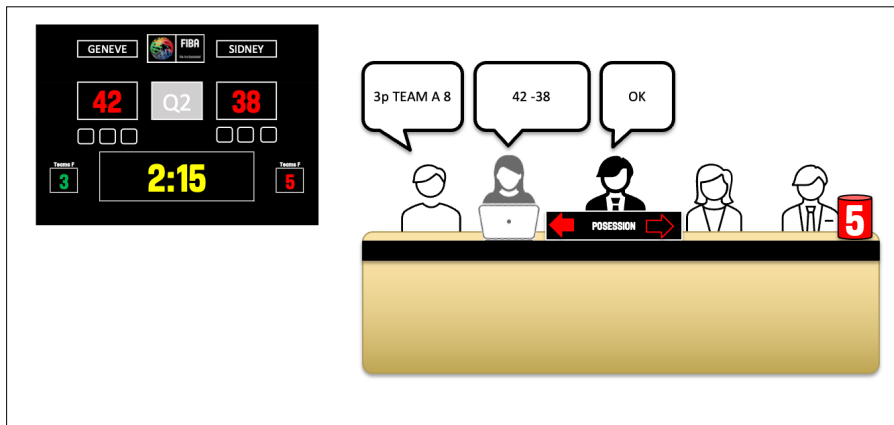 GENEVE
FIBA
SIDNEY
42
Q2
38
Teams F
3
2:15
Teams F
5
3p TEAM A 8
42 -38
OK
POSESSION
5